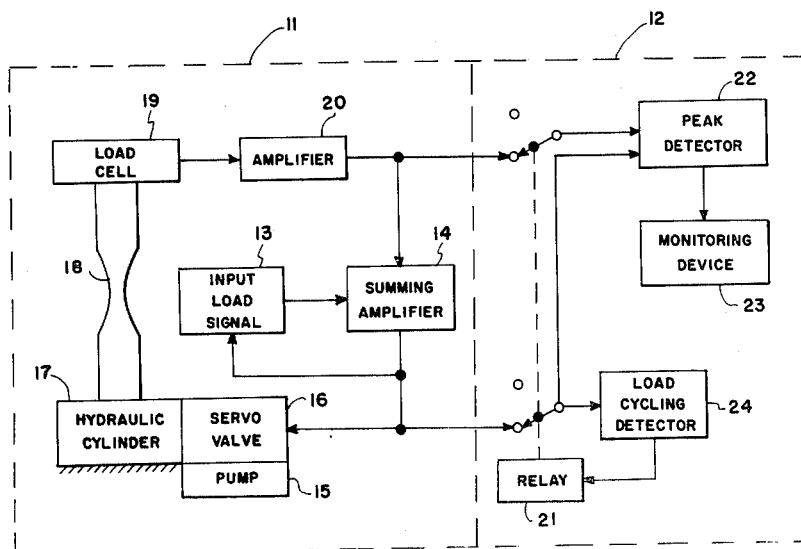 11
12
19
LOAD
CELL
20
AMPLIFIER
22
PEAK
DETECTOR
13
INPUT
LOAD
SIGNAL
14
SUMMING
AMPLIFIER
MONITORING
DEVICE
23
18
17
HYDRAULIC
CYLINDER
16
SERVO
VALVE
PUMP
15
LOAD
CYCLING
DETECTOR
24
RELAY
21